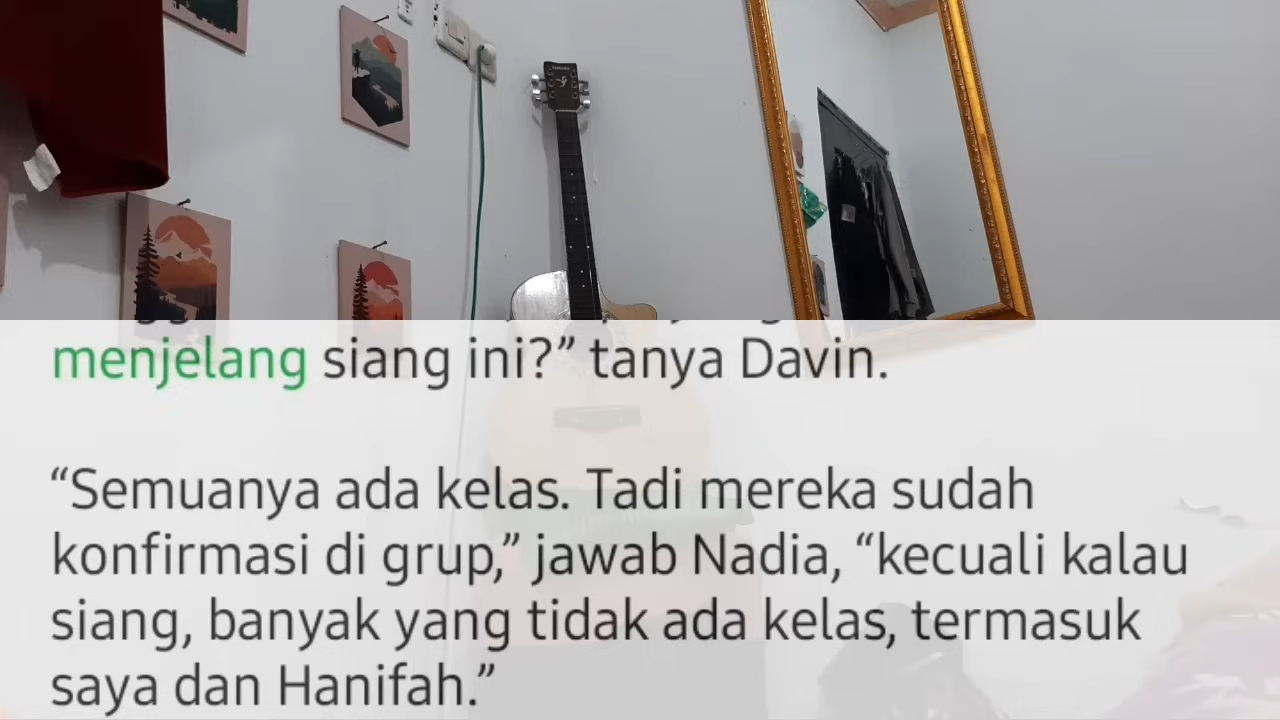 menjelang siang ini?” tanya Davin.
“Semuanya ada kelas. Tadi mereka sudah
konfirmasi di grup,” jawab Nadia, “kecuali kalau
siang, banyak yang tidak ada kelas, termasuk
saya dan Hanifah.”